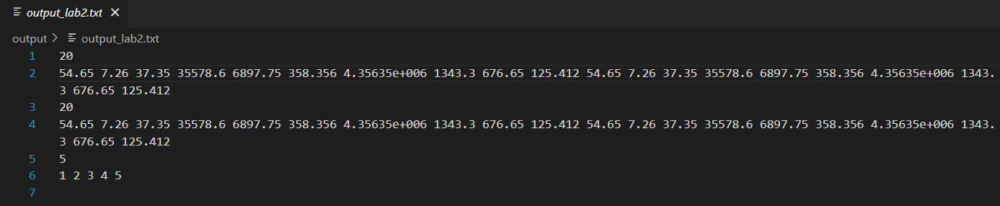 output_lab2.txt
output > output_lab2.txt
1 20
2 54.65 7.26 37.35 35578.6 6897.75 358.356 4.35635e+006 1343.3 676.65 125.412 54.65 7.26 37.35 35578.6 6897.75 358.356 4.35635e+006 1343.
3 676.65 125.412
3 20
4 54.65 7.26 37.35 35578.6 6897.75 358.356 4.35635e+006 1343.3 676.65 125.412 54.65 7.26 37.35 35578.6 6897.75 358.356 4.35635e+006 1343.
3 676.65 125.412
5 5
6 1 2 3 4 5
7